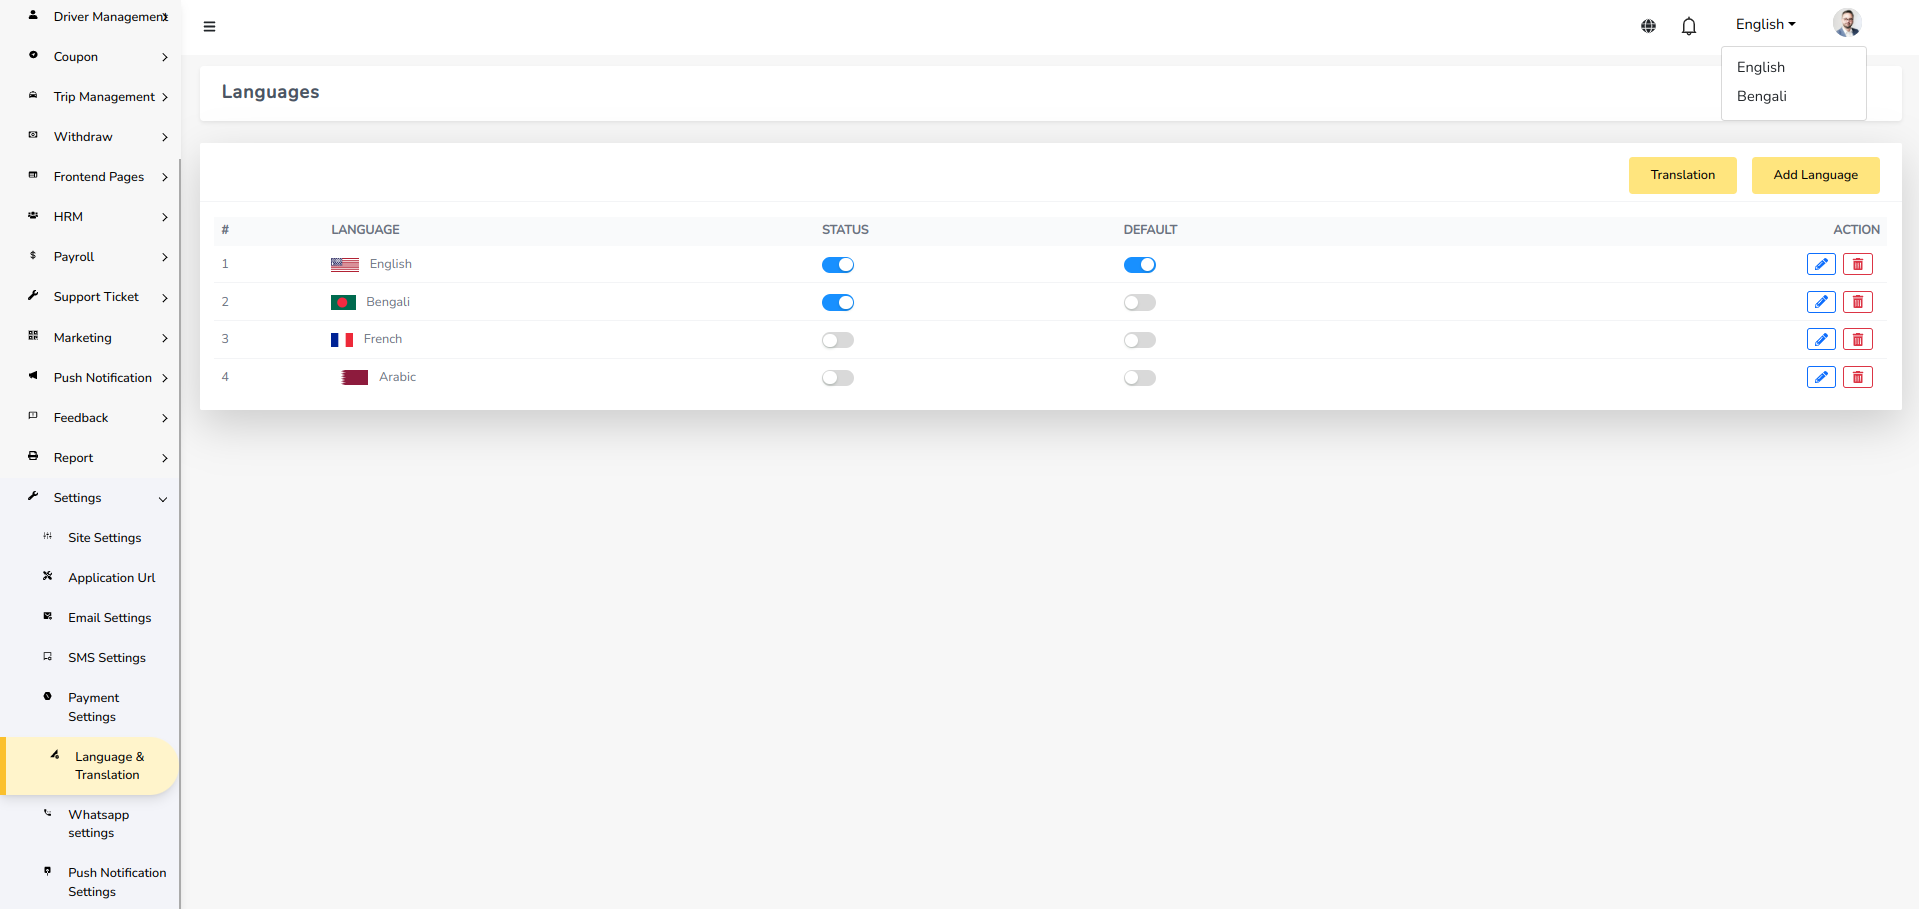 Driver Management
Coupon
Trip Management
Withdraw
Frontend Pages
HRM
Payroll
Support Ticket
Marketing
Push Notification
Feedback
Report
Settings
Site Settings
Application Url
Email Settings
SMS Settings
Payment
Settings
Language &
Translation
Whatsapp
settings
Push Notification
Settings
English
English
Bengali
Languages
Translation
Add Language
# LANGUAGE STATUS DEFAULT ACTION
1 English
2 Bengali
3 French
4 Arabic